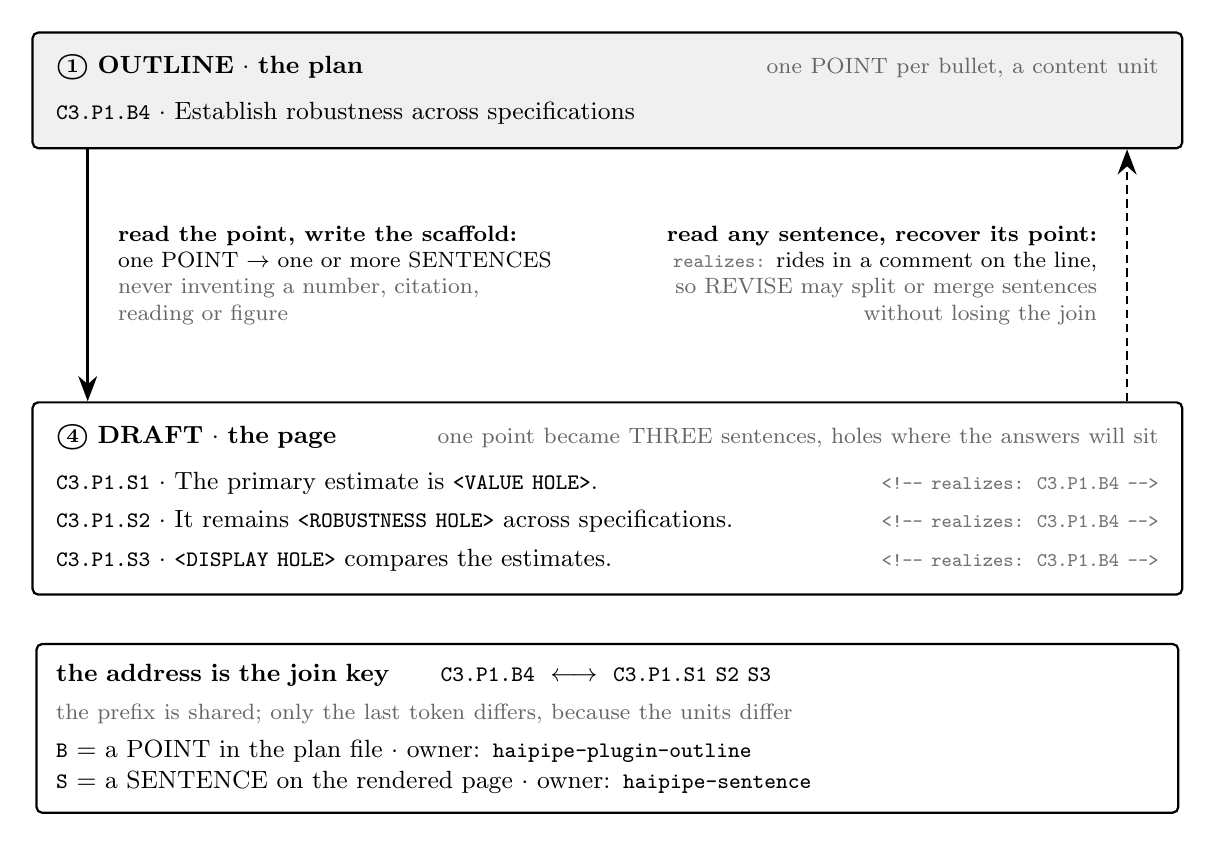 ① OUTLINE · the plan
one POINT per bullet, a content unit
C3.P1.B4 · Establish robustness across specifications
read the point, write the scaffold:
one POINT → one or more SENTENCES
never inventing a number, citation,
reading or figure
read any sentence, recover its point:
realizes: rides in a comment on the line,
so REVISE may split or merge sentences
without losing the join
④ DRAFT · the page
one point became THREE sentences, holes where the answers will sit
C3.P1.S1 · The primary estimate is <VALUE HOLE>.
<!-- realizes: C3.P1.B4 -->
C3.P1.S2 · It remains <ROBUSTNESS HOLE> across specifications.
<!-- realizes: C3.P1.B4 -->
C3.P1.S3 · <DISPLAY HOLE> compares the estimates.
<!-- realizes: C3.P1.B4 -->
the address is the join key C3.P1.B4 ⟷ C3.P1.S1 S2 S3
the prefix is shared; only the last token differs, because the units differ
B = a POINT in the plan file · owner: haipipe-plugin-outline
S = a SENTENCE on the rendered page · owner: haipipe-sentence